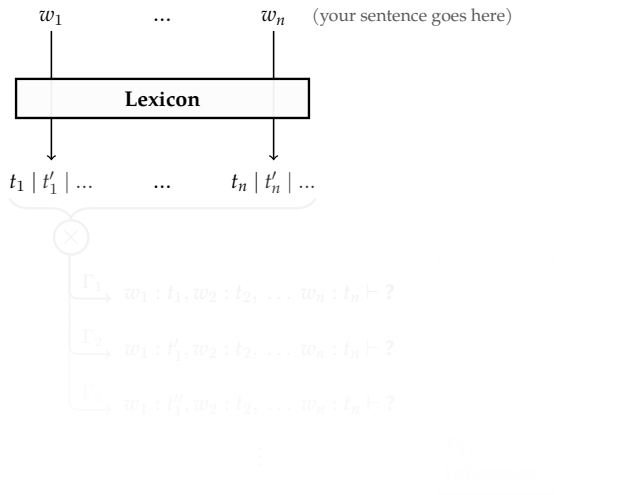 w₁ ... wₙ (your sentence goes here)
Lexicon
t₁ | t′₁ | ... ... tₙ | t′ₙ | ...
Γ₁ w₁ : t₁, w₂ : t₂, ... wₙ : tₙ ⊢ ?
Γ₂ w₁ : t′₁, w₂ : t₂, ... wₙ : tₙ ⊢ ?
w₁ : t″₁, w₂ : t₂, ... wₙ : tₙ ⊢ ?
⋮